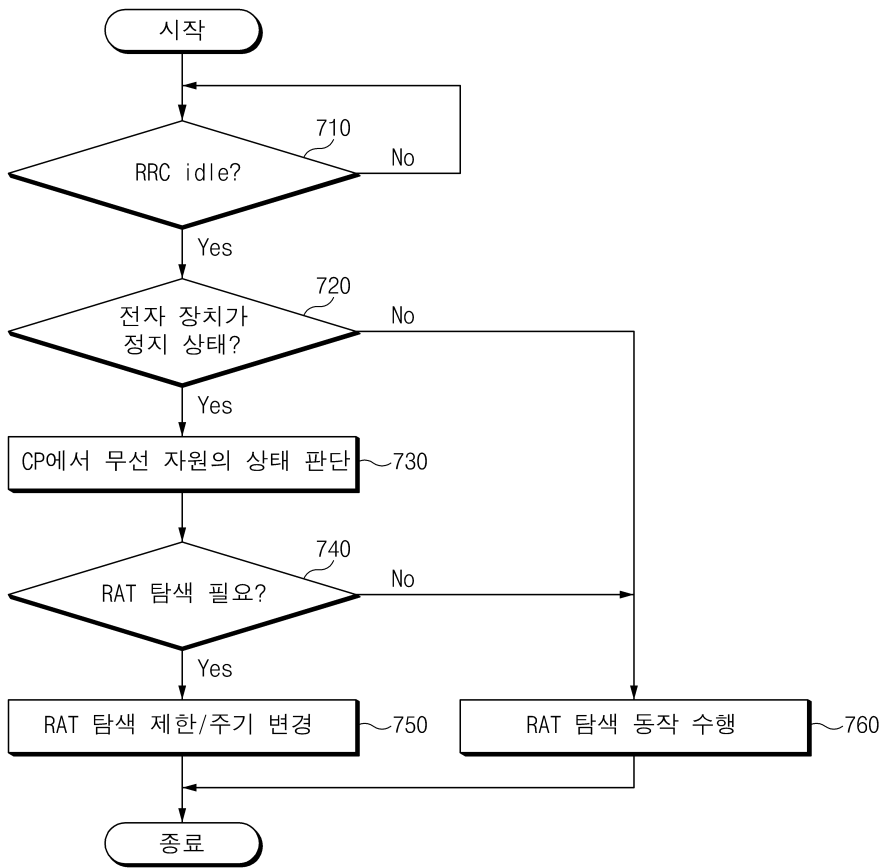 시작
710
RRC idle?
No
Yes
720
전자 장치가
정지 상태?
No
Yes
CP에서 무선 자원의 상태 판단
730
740
RAT 탐색 필요?
No
Yes
RAT 탐색 제한/주기 변경
750
RAT 탐색 동작 수행
760
종료